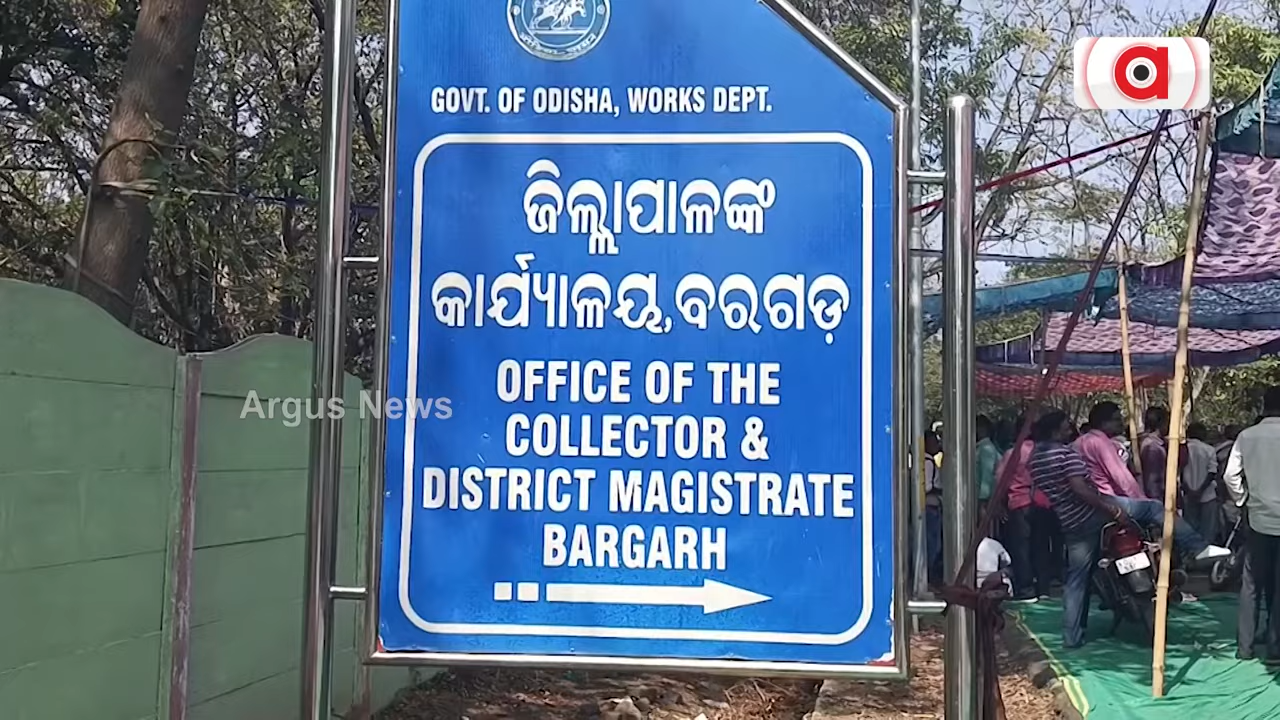 GOVT. OF ODISHA, WORKS DEPT.
ଜିଲ୍ଲାପାଳଙ୍କ
କାର୍ଯ୍ୟାଳୟ, ବରଗଡ଼
OFFICE OF THE
COLLECTOR &
DISTRICT MAGISTRATE
BARGARH
Argus News
a